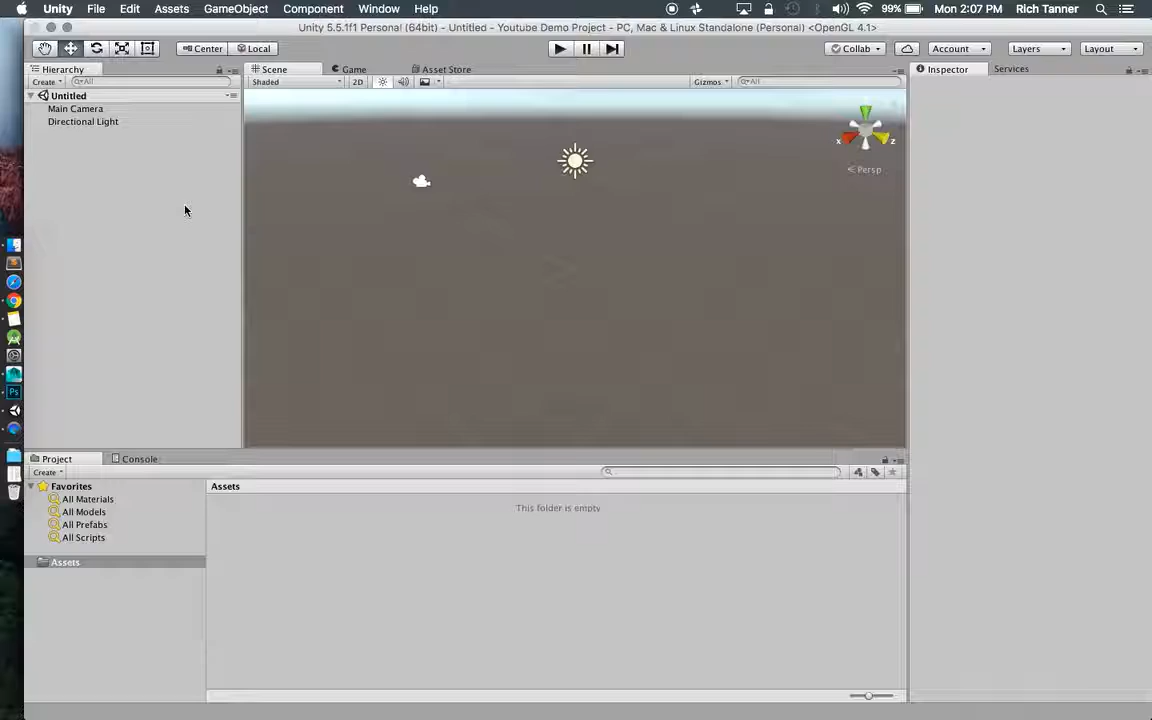 Unity File Edit Assets GameObject Component Window Help 99% Mon 2:07 PM Rich Tanner
Unity 5.5.1f1 Personal (64bit) - Untitled - Youtube Demo Project - PC, Mac & Linux Standalone (Personal) <OpenGL 4.1>
Center Local Collab Account Layers Layout
Hierarchy Scene Game Asset Store Inspector Services
Create All Shaded 2D Gizmos All
Untitled
Main Camera
Directional Light
x z
Persp
Project Console
Create
Favorites Assets
All Materials
All Models
All Prefabs
All Scripts
This folder is empty
Assets
Ps